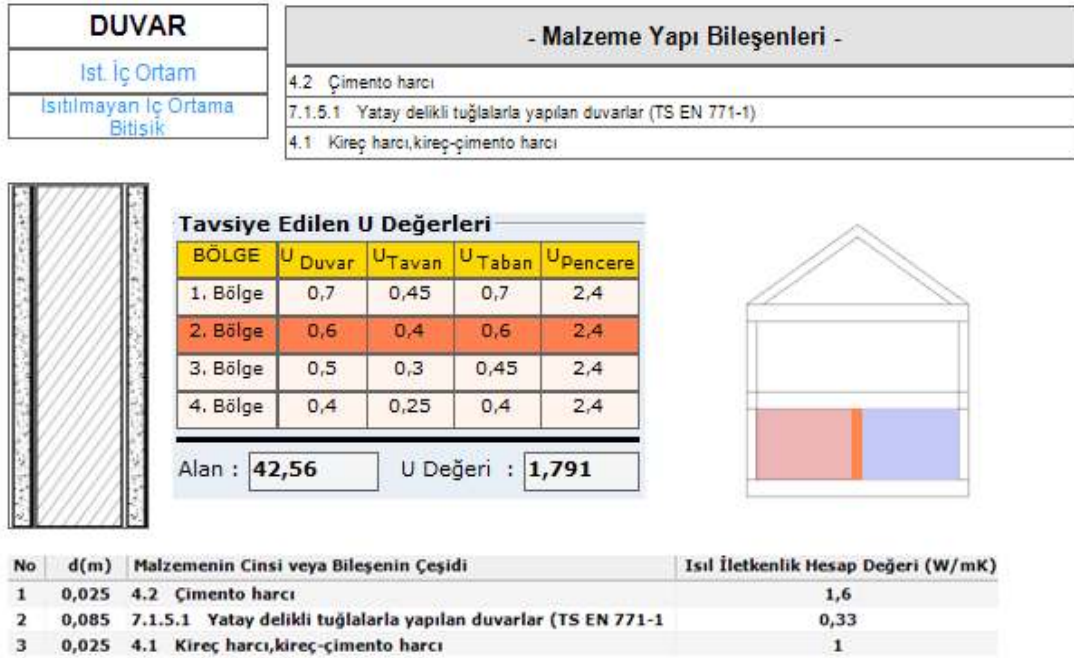 DUVAR
Ist. İç Ortam
Isıtılmayan İç Ortama
Bitişik
- Malzeme Yapı Bileşenleri -
4.2 Çimento harcı
7.1.5.1 Yatay delikli tuğlalarla yapılan duvarlar (TS EN 771-1)
4.1 Kireç harcı,kireç-çimento harcı
Tavsiye Edilen U Değerleri
BÖLGE U Duvar U Tavan U Taban U Pencere
1. Bölge 0,7 0,45 0,7 2,4
2. Bölge 0,6 0,4 0,6 2,4
3. Bölge 0,5 0,3 0,45 2,4
4. Bölge 0,4 0,25 0,4 2,4
Alan : 42,56 U Değeri : 1,791
No d(m) Malzemenin Cinsi veya Bileşenin Çeşidi Isıl İletkenlik Hesap Değeri (W/mK)
1 0,025 4.2 Çimento harcı 1,6
2 0,085 7.1.5.1 Yatay delikli tuğlalarla yapılan duvarlar (TS EN 771-1 0,33
3 0,025 4.1 Kireç harcı,kireç-çimento harcı 1